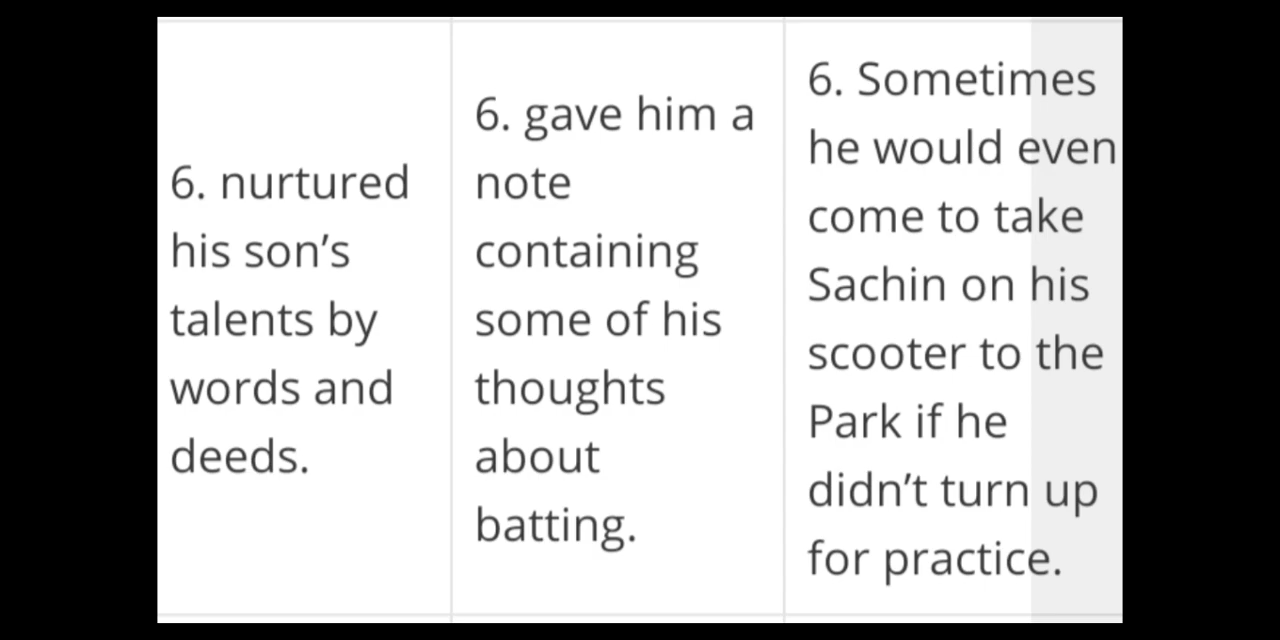 6. nurtured
his son’s
talents by
words and
deeds.
6. gave him a
note
containing
some of his
thoughts
about
batting.
6. Sometimes
he would even
come to take
Sachin on his
scooter to the
Park if he
didn’t turn up
for practice.